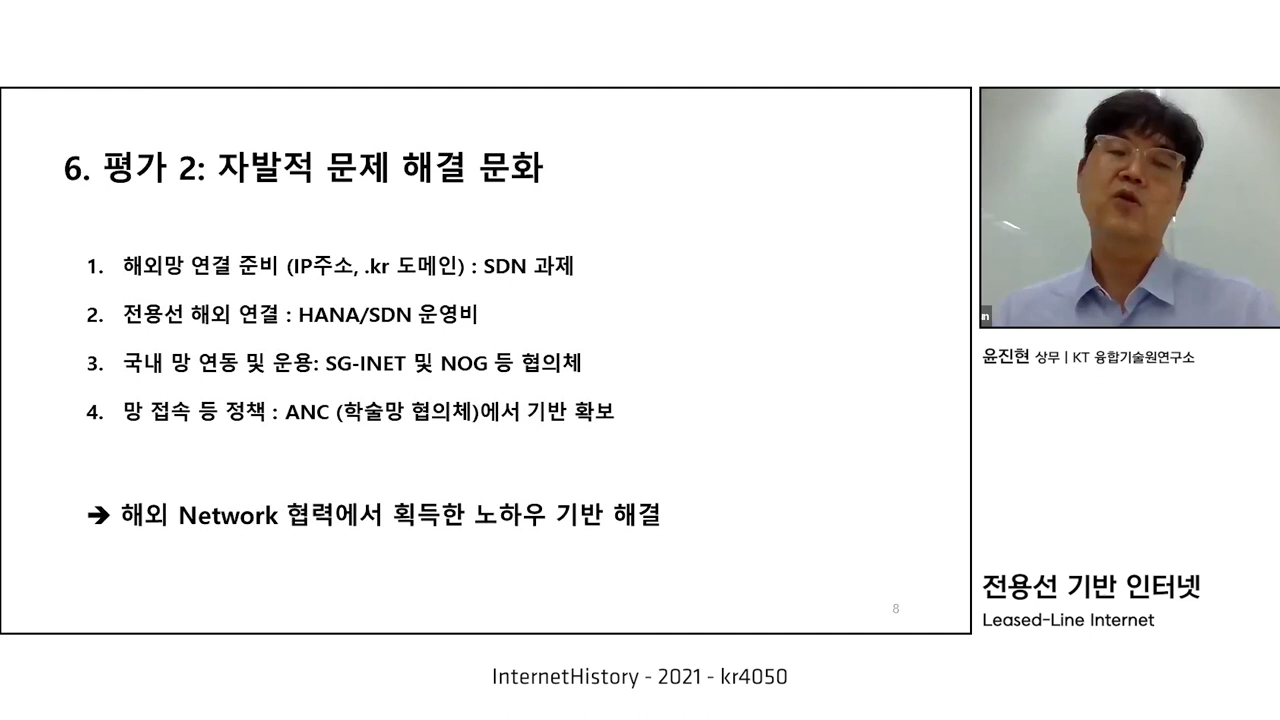 6. 평가 2: 자발적 문제 해결 문화
1. 해외망 연결 준비 (IP주소, .kr 도메인) : SDN 과제
2. 전용선 해외 연결 : HANA/SDN 운영비
3. 국내 망 연동 및 운용: SG-INET 및 NOG 등 협의체
4. 망 접속 등 정책 : ANC (학술망 협의체)에서 기반 확보
➔ 해외 Network 협력에서 획득한 노하우 기반 해결
8
윤진현 상무 | KT 융합기술원연구소
전용선 기반 인터넷
Leased-Line Internet
InternetHistory - 2021 - kr4050